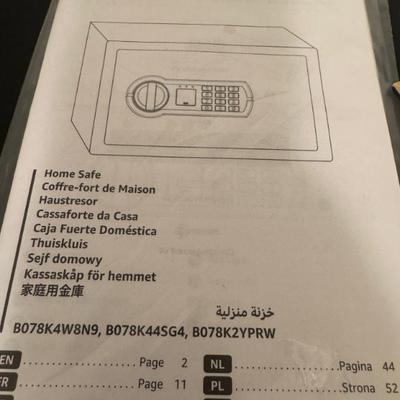 Home Safe
Coffre-fort de Maison
Haustresor
Cassaforte da Casa
Caja Fuerte Doméstica
Thuiskluis
Sejf domowy
Kassaskåp för hemmet
家庭用金庫
خزنة منزلية
B078K4W8N9, B078K44SG4, B078K2YPRW
EN ........................ Page 2
NL ........................ Pagina 44
FR ........................ Page 11
PL ........................ Strona 52